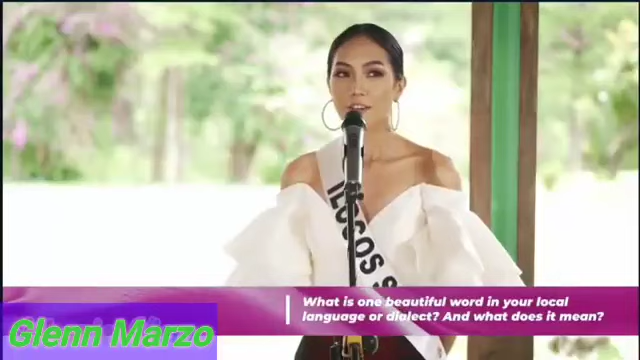 ILOCOS S
What is one beautiful word in your local
language or dialect? And what does it mean?
Glenn Marzo